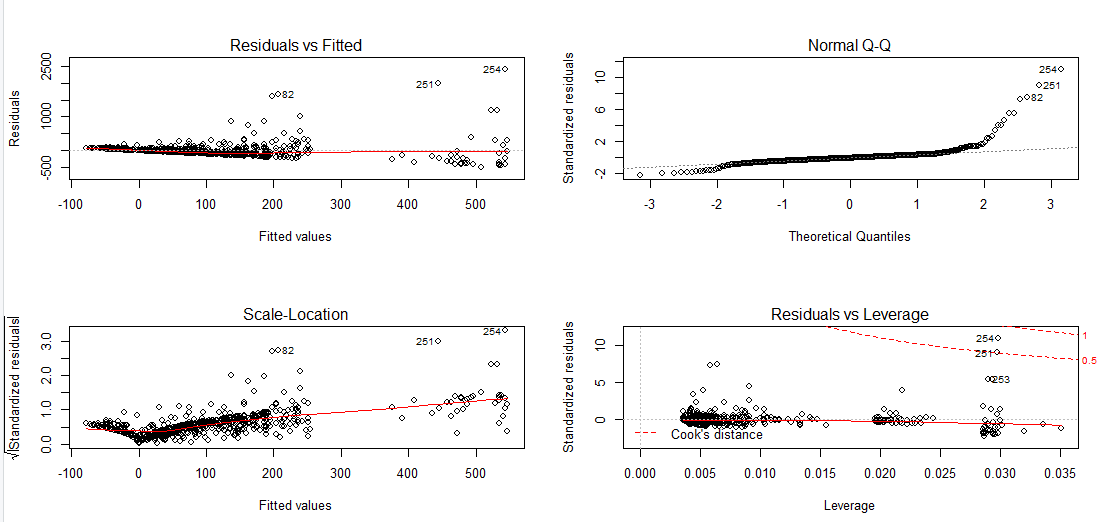 Residuals vs Fitted
Residuals
2500
1000
-500
254
251
82
-100 0 100 200 300 400 500
Fitted values
Normal Q-Q
Standardized residuals
10
6
2
-2
254
251
82
-3 -2 -1 0 1 2 3
Theoretical Quantiles
Scale-Location
√|Standardized residuals|
3.0
2.0
1.0
0.0
254
251
82
-100 0 100 200 300 400 500
Fitted values
Residuals vs Leverage
Standardized residuals
10
5
0
254
251
253
1
0.5
Cook's distance
0.000 0.005 0.010 0.015 0.020 0.025 0.030 0.035
Leverage